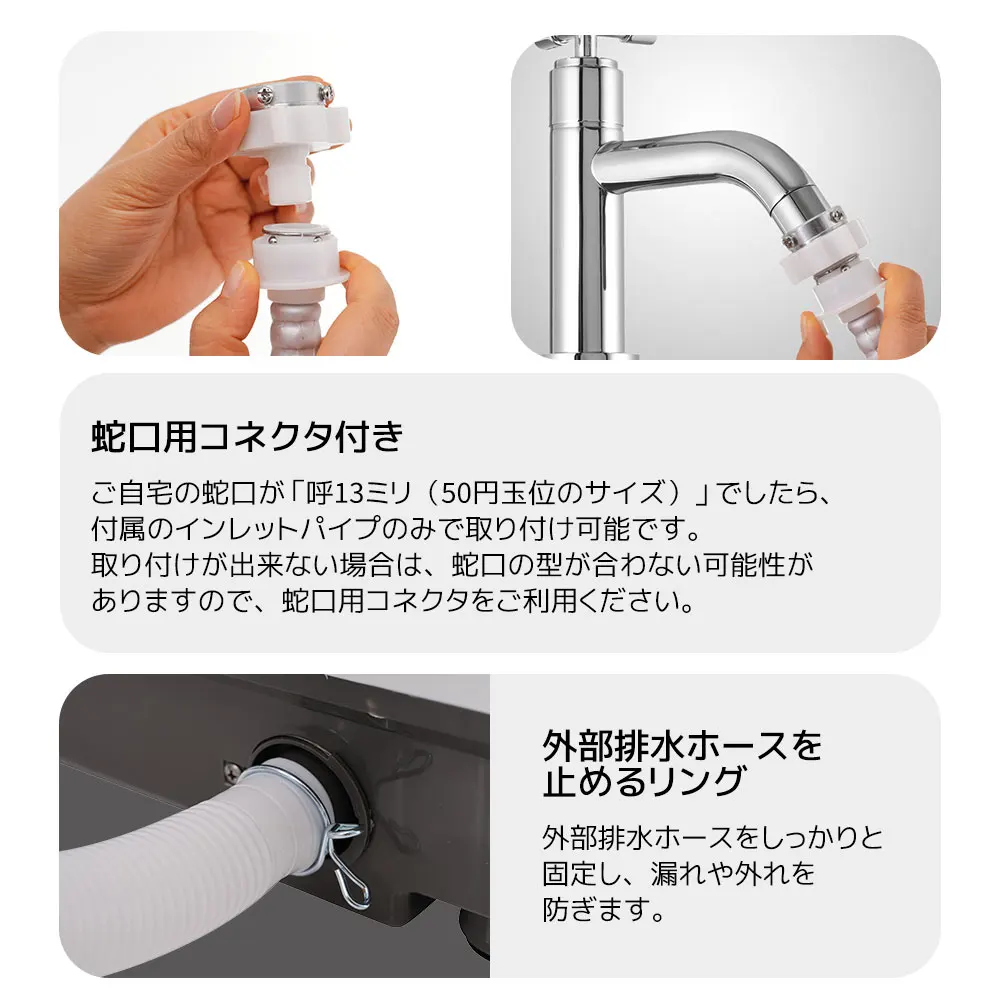 蛇口用コネクタ付き
ご自宅の蛇口が「呼13ミリ（50円玉位のサイズ）」でしたら、
付属のインレットパイプのみで取り付け可能です。
取り付けが出来ない場合は、蛇口の型が合わない可能性が
ありますので、蛇口用コネクタをご利用ください。
外部排水ホースを
止めるリング
外部排水ホースをしっかりと
固定し、漏れや外れを
防ぎます。